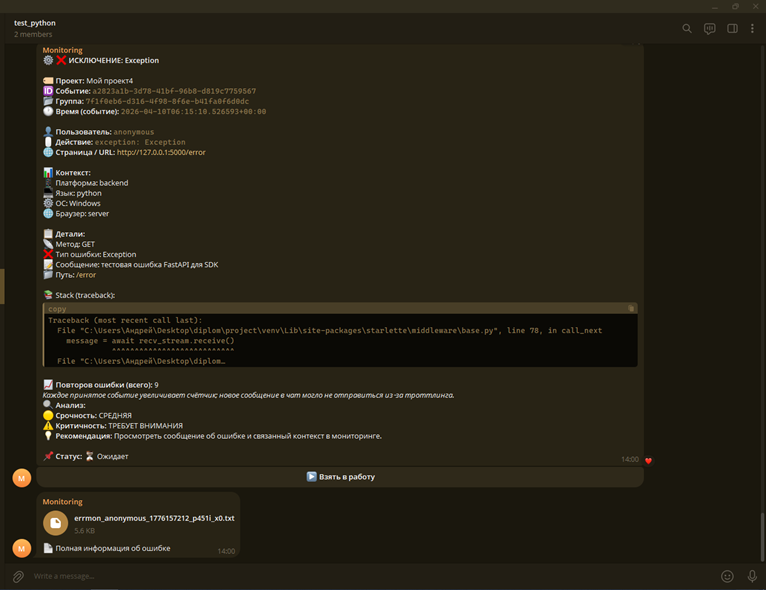 test_python
2 members
Monitoring
ИСКЛЮЧЕНИЕ: Exception
Проект: Мой проект4
Событие: a2823a1b-3d78-41bf-96b8-d819c7759567
Группа: 7f1f0eb6-d316-4f98-8f6e-b41fa0f6d0dc
Время (событие): 2026-04-10T06:15:10.526593+00:00
Пользователь: anonymous
Действие: exception: Exception
Страница / URL: http://127.0.0.1:5000/error
Контекст:
Платформа: backend
Язык: python
ОС: Windows
Браузер: server
Детали:
Метод: GET
Тип ошибки: Exception
Сообщение: тестовая ошибка FastAPI для SDK
Путь: /error
Stack (traceback):
copy
Traceback (most recent call last):
File "C:\Users\Андрей\Desktop\diplom\project\venv\Lib\site-packages\starlette\middleware\base.py", line 78, in call_next
message = await recv_stream.receive()
^^^^^^^^^^^^^^^^^^^^^^^^^^^
File "C:\Users\Андрей\Desktop\diplom…
Повторов ошибки (всего): 9
Каждое принятое событие увеличивает счётчик; новое сообщение в чат могло не отправиться из-за троттлинга.
Анализ:
Срочность: СРЕДНЯЯ
Критичность: ТРЕБУЕТ ВНИМАНИЯ
Рекомендация: Просмотреть сообщение об ошибке и связанный контекст в мониторинге.
Статус: Ожидает
14:00
M
Взять в работу
Monitoring
errmon_anonymous_1776157212_p451i_x0.txt
5.6 KB
M
Полная информация об ошибке
14:00
Write a message...